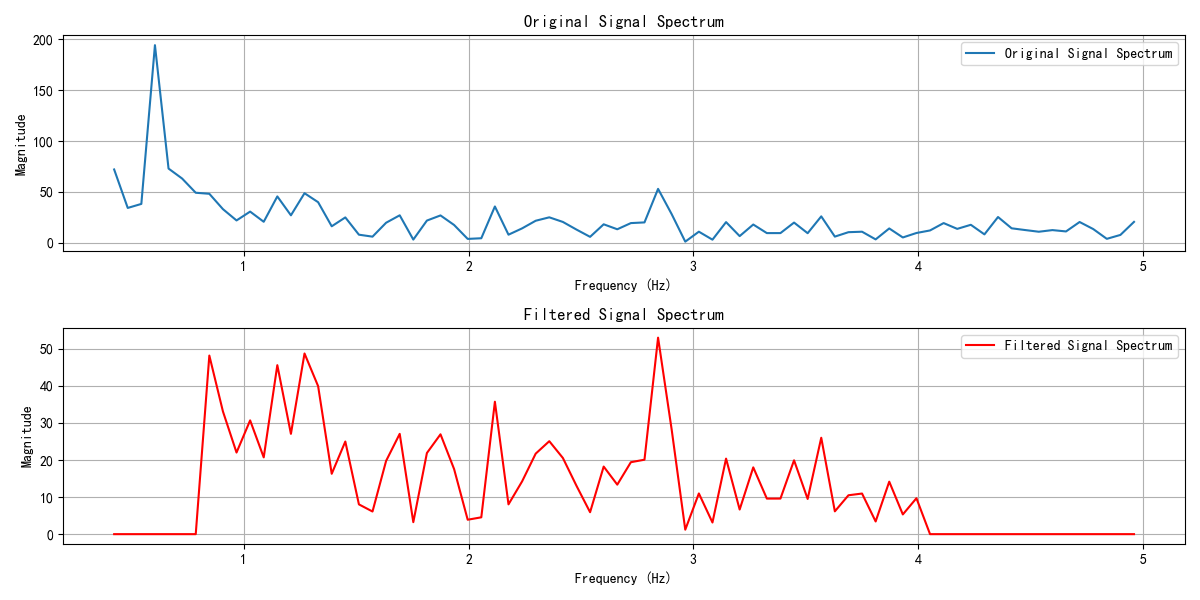 Original Signal Spectrum
200
150
100
50
0
Magnitude
Original Signal Spectrum
1 2 3 4 5
Frequency (Hz)
Filtered Signal Spectrum
50
40
30
20
10
0
Magnitude
Filtered Signal Spectrum
1 2 3 4 5
Frequency (Hz)